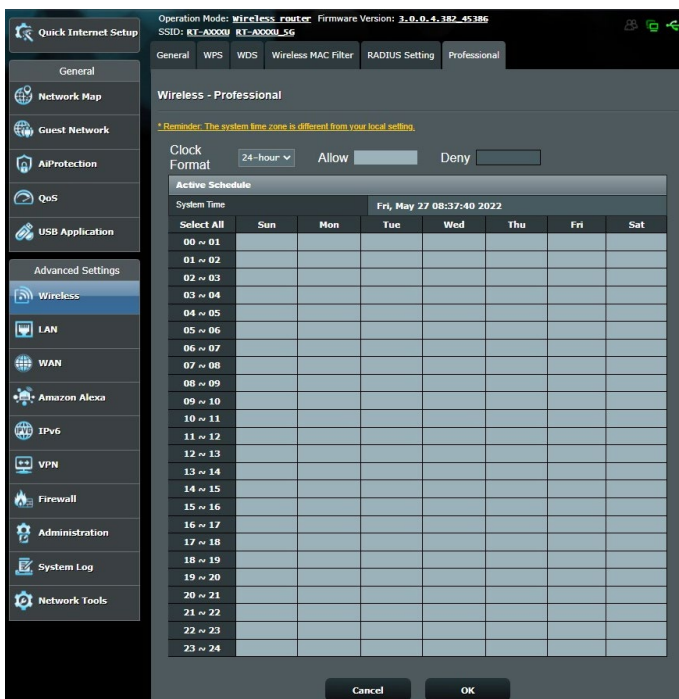 Quick Internet Setup
General
Network Map
Guest Network
AiProtection
QoS
USB Application
Advanced Settings
Wireless
LAN
WAN
Amazon Alexa
IPv6
VPN
Firewall
Administration
System Log
Network Tools
Operation Mode: Wireless router Firmware Version: 3.0.0.4.382_45386
SSID: RT-AXXXU RT-AXXXU_5G
General WPS WDS Wireless MAC Filter RADIUS Setting Professional
Wireless - Professional
* Reminder: The system time zone is different from your local setting.
Clock Format 24-hour Allow Deny
Active Schedule
System Time Fri, May 27 08:37:40 2022
Select All Sun Mon Tue Wed Thu Fri Sat
00 ~ 01
01 ~ 02
02 ~ 03
03 ~ 04
04 ~ 05
05 ~ 06
06 ~ 07
07 ~ 08
08 ~ 09
09 ~ 10
10 ~ 11
11 ~ 12
12 ~ 13
13 ~ 14
14 ~ 15
15 ~ 16
16 ~ 17
17 ~ 18
18 ~ 19
19 ~ 20
20 ~ 21
21 ~ 22
22 ~ 23
23 ~ 24
Cancel OK